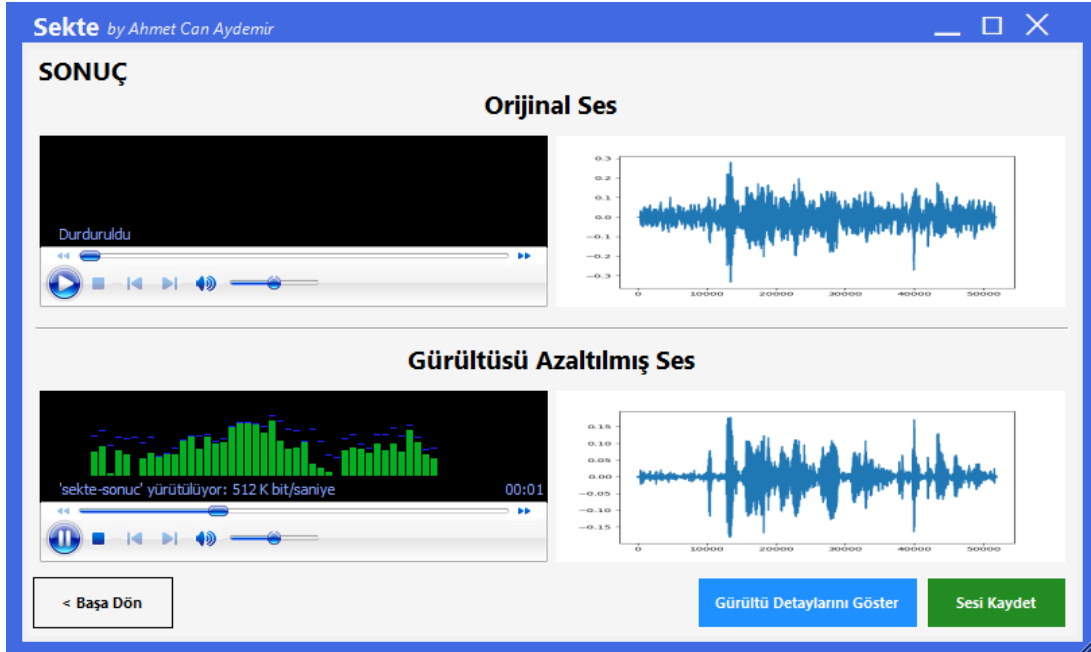 Sekte by Ahmet Can Aydemir
SONUÇ
Orijinal Ses
Durduruldu
0.3
0.2
0.1
0.0
−0.1
−0.2
−0.3
0 10000 20000 30000 40000 50000
Gürültüsü Azaltılmış Ses
'sekte-sonuc' yürütülüyor: 512 K bit/saniye 00:01
0.15
0.10
0.05
0.00
−0.05
−0.10
−0.15
0 10000 20000 30000 40000 50000
< Başa Dön
Gürültü Detaylarını Göster
Sesi Kaydet